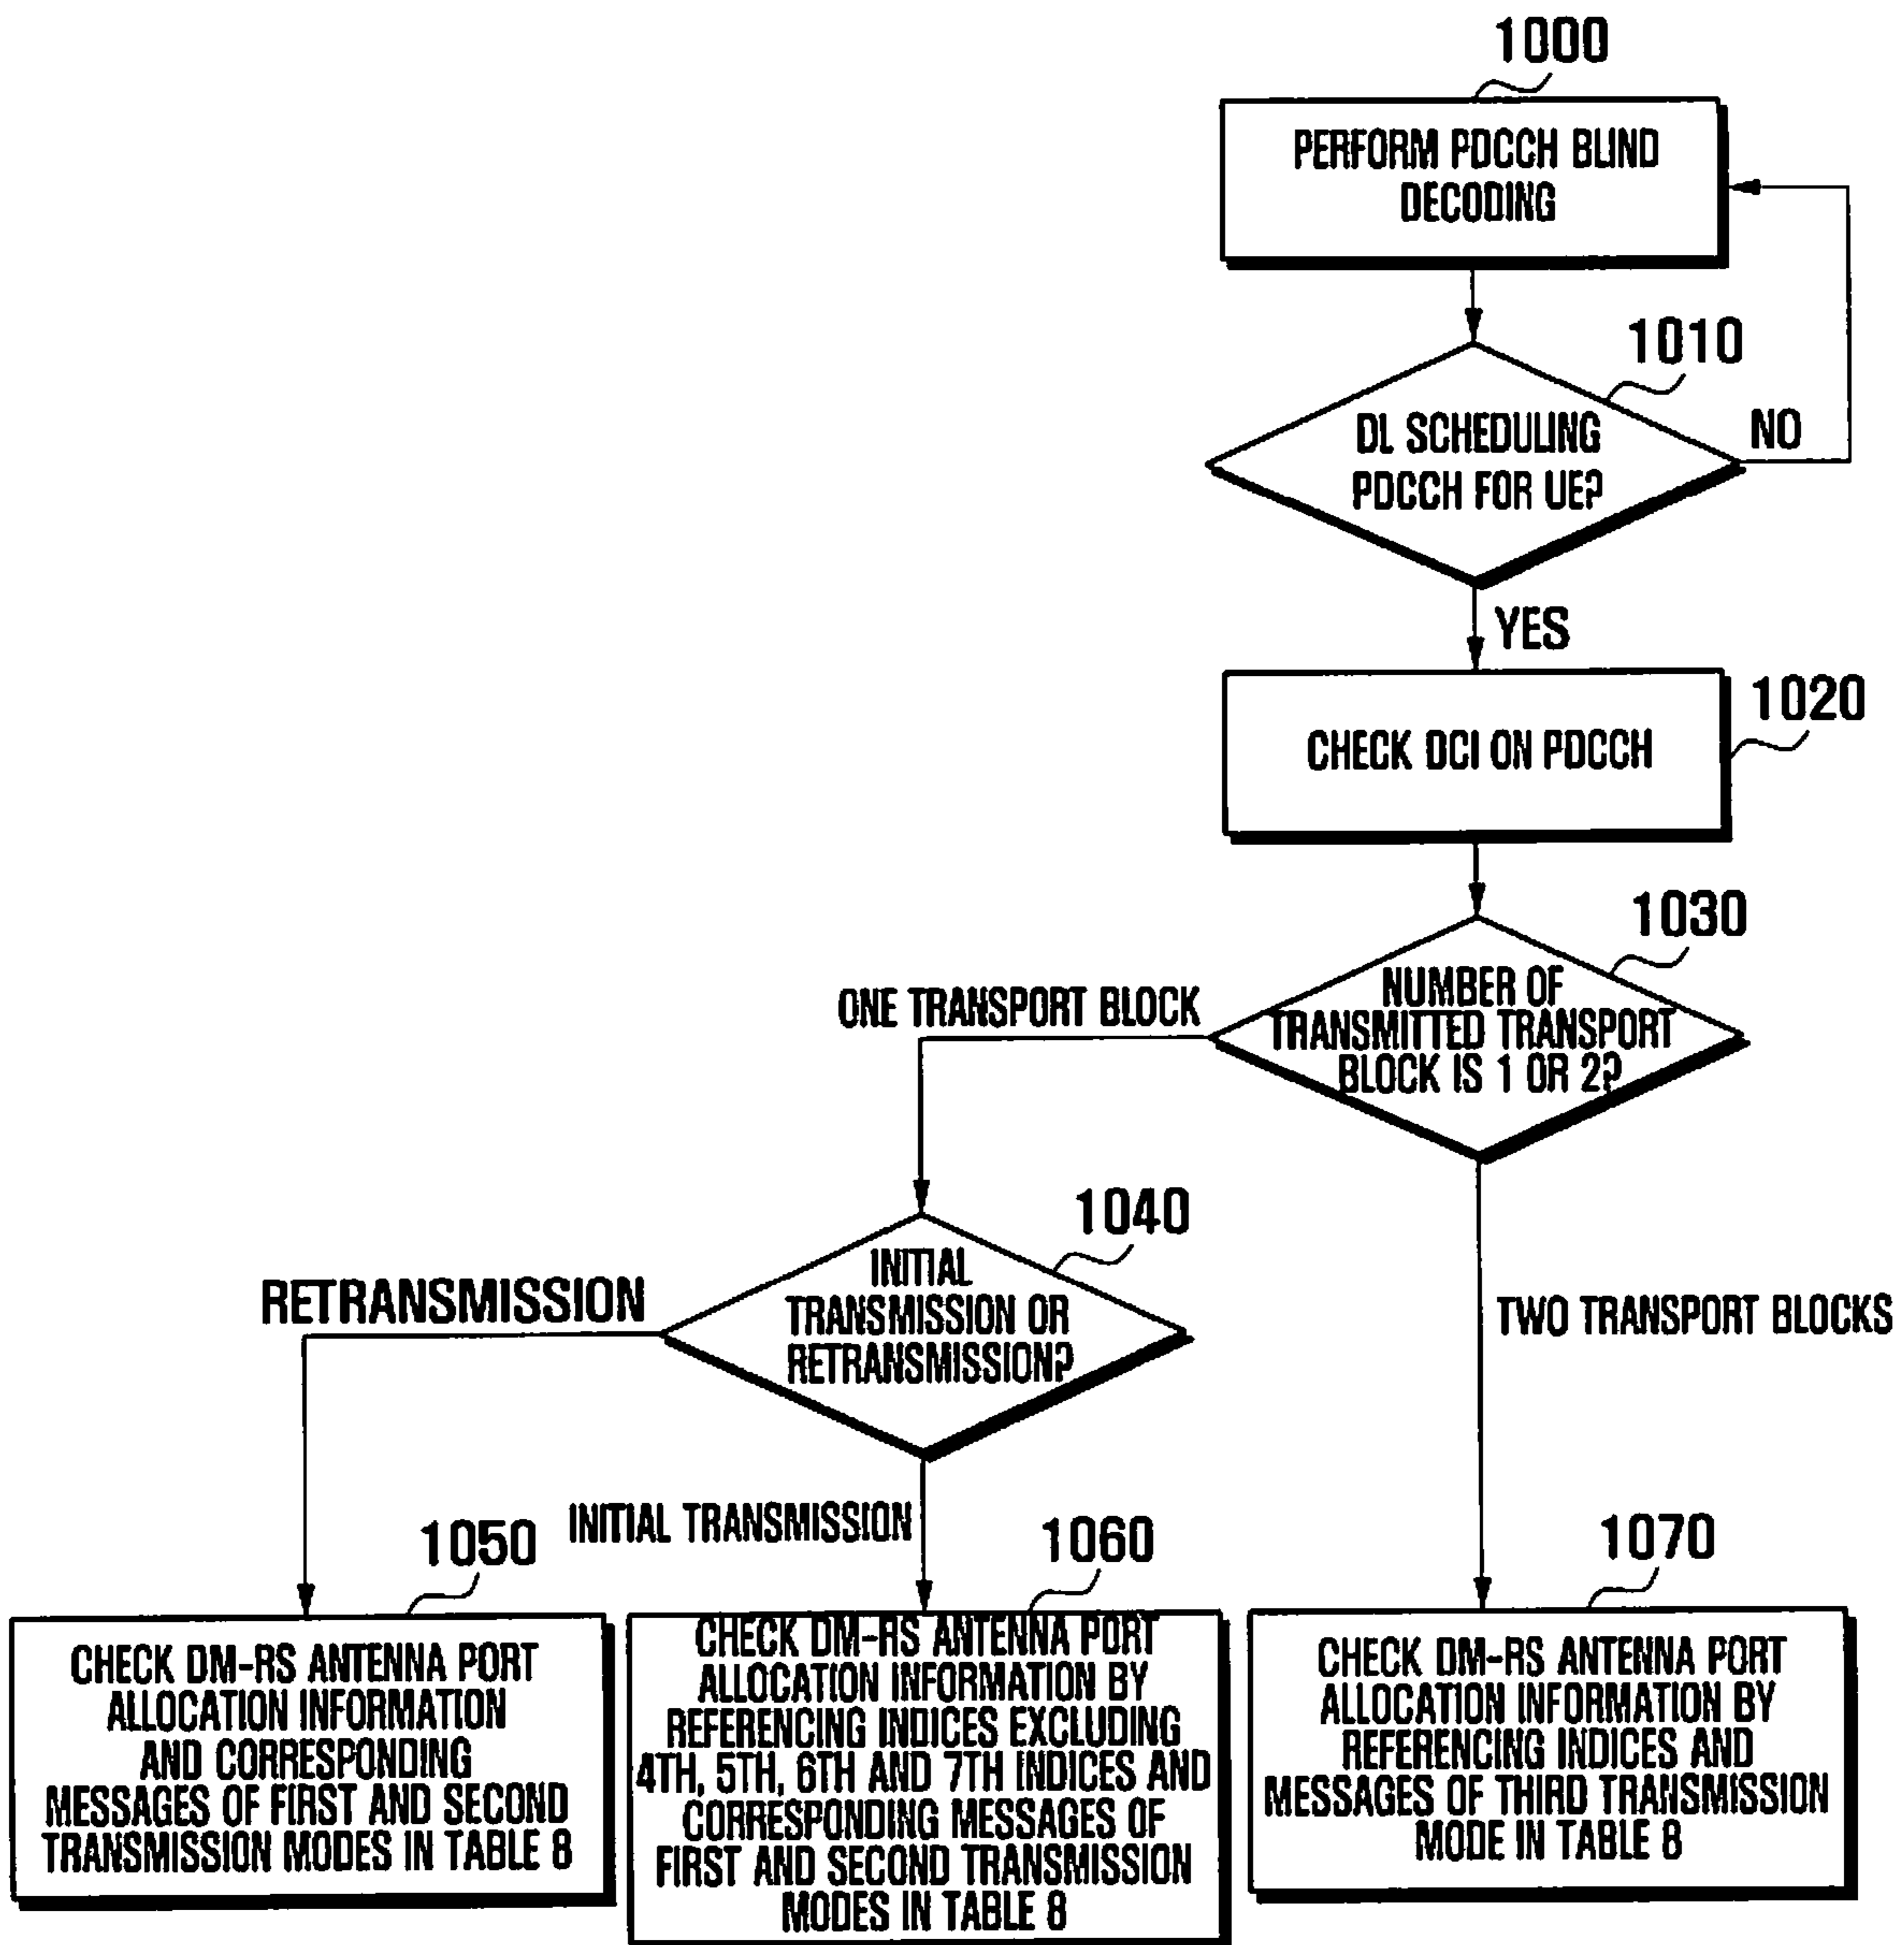 1000
PERFORM PDCCH BLIND
DECODING
1010
DL SCHEDULING
PDCCH FOR UE?
NO
YES
1020
CHECK DCI ON PDCCH
1030
NUMBER OF
TRANSMITTED TRANSPORT
BLOCK IS 1 OR 2?
ONE TRANSPORT BLOCK
1040
INITIAL
TRANSMISSION OR
RETRANSMISSION?
RETRANSMISSION
TWO TRANSPORT BLOCKS
INITIAL TRANSMISSION
1050
CHECK DM-RS ANTENNA PORT
ALLOCATION INFORMATION
AND CORRESPONDING
MESSAGES OF FIRST AND SECOND
TRANSMISSION MODES IN TABLE 8
1060
CHECK DM-RS ANTENNA PORT
ALLOCATION INFORMATION BY
REFERENCING INDICES EXCLUDING
4TH, 5TH, 6TH AND 7TH INDICES AND
CORRESPONDING MESSAGES OF
FIRST AND SECOND TRANSMISSION
MODES IN TABLE 8
1070
CHECK DM-RS ANTENNA PORT
ALLOCATION INFORMATION BY
REFERENCING INDICES AND
MESSAGES OF THIRD TRANSMISSION
MODE IN TABLE 8